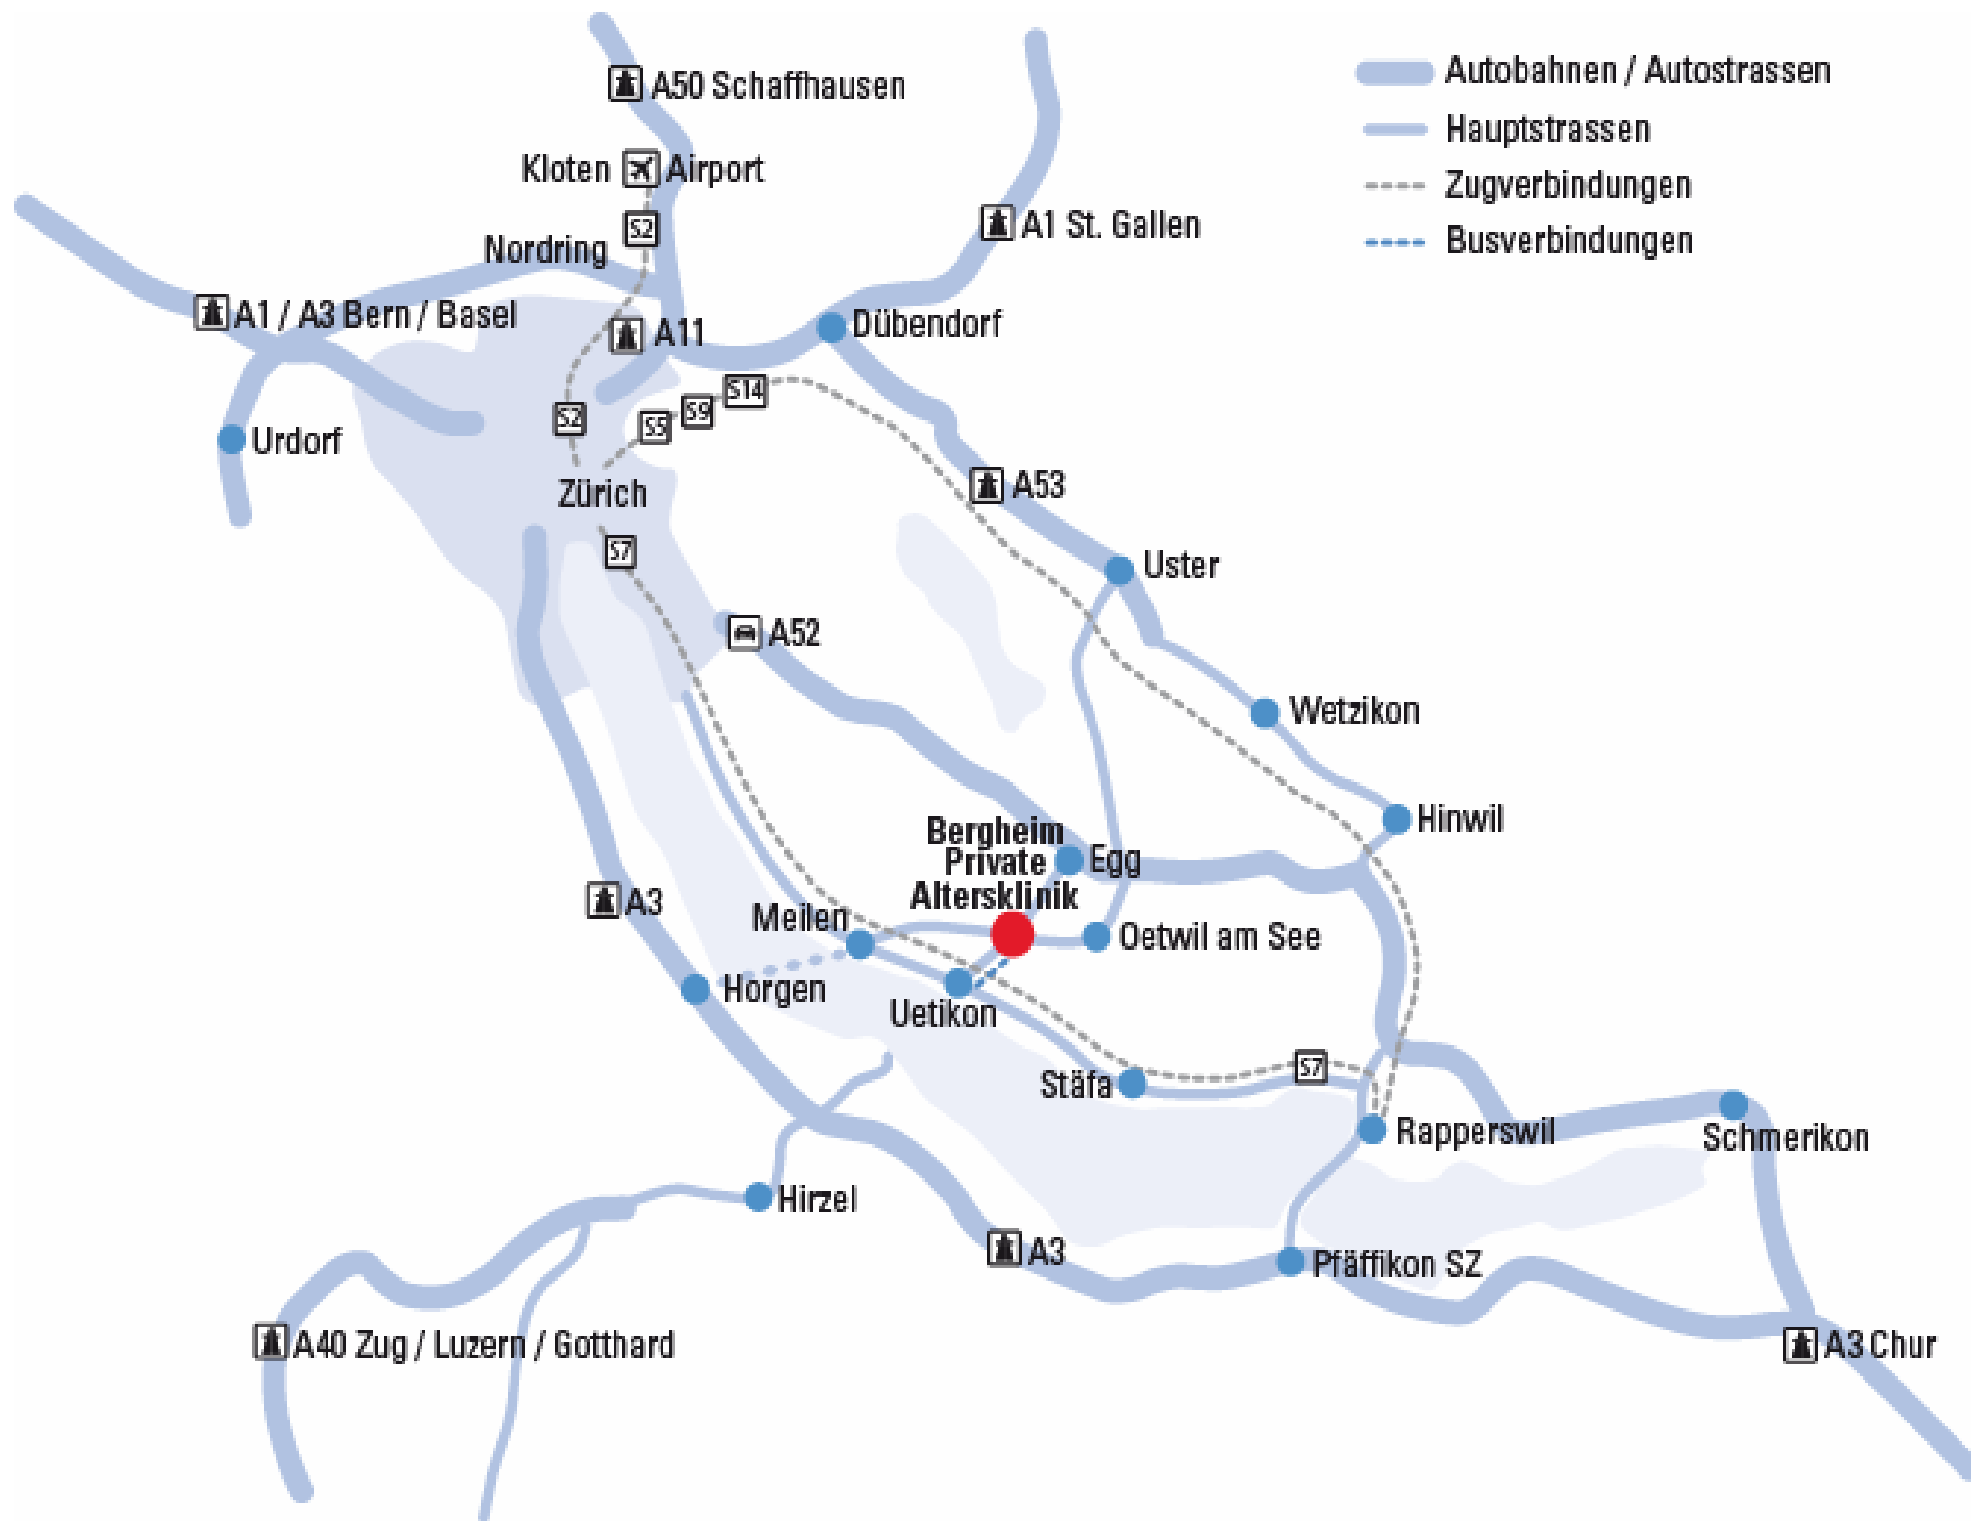 A50 Schaffhausen
Autobahnen / Autostrassen
Hauptstrassen
Zugverbindungen
Busverbindungen
Kloten Airport
S2
A1 St. Gallen
Nordring
A1 / A3 Bern / Basel
A11
Dübendorf
S14
S9
S5
S2
Urdorf
Zürich
A53
S7
Uster
A52
Wetzikon
Hinwil
Bergheim
Private
Altersklinik
Egg
A3
Meilen
Oetwil am See
Horgen
Uetikon
Stäfa
S7
Rapperswil
Schmerikon
Hirzel
A3
Pfäffikon SZ
A40 Zug / Luzern / Gotthard
A3 Chur